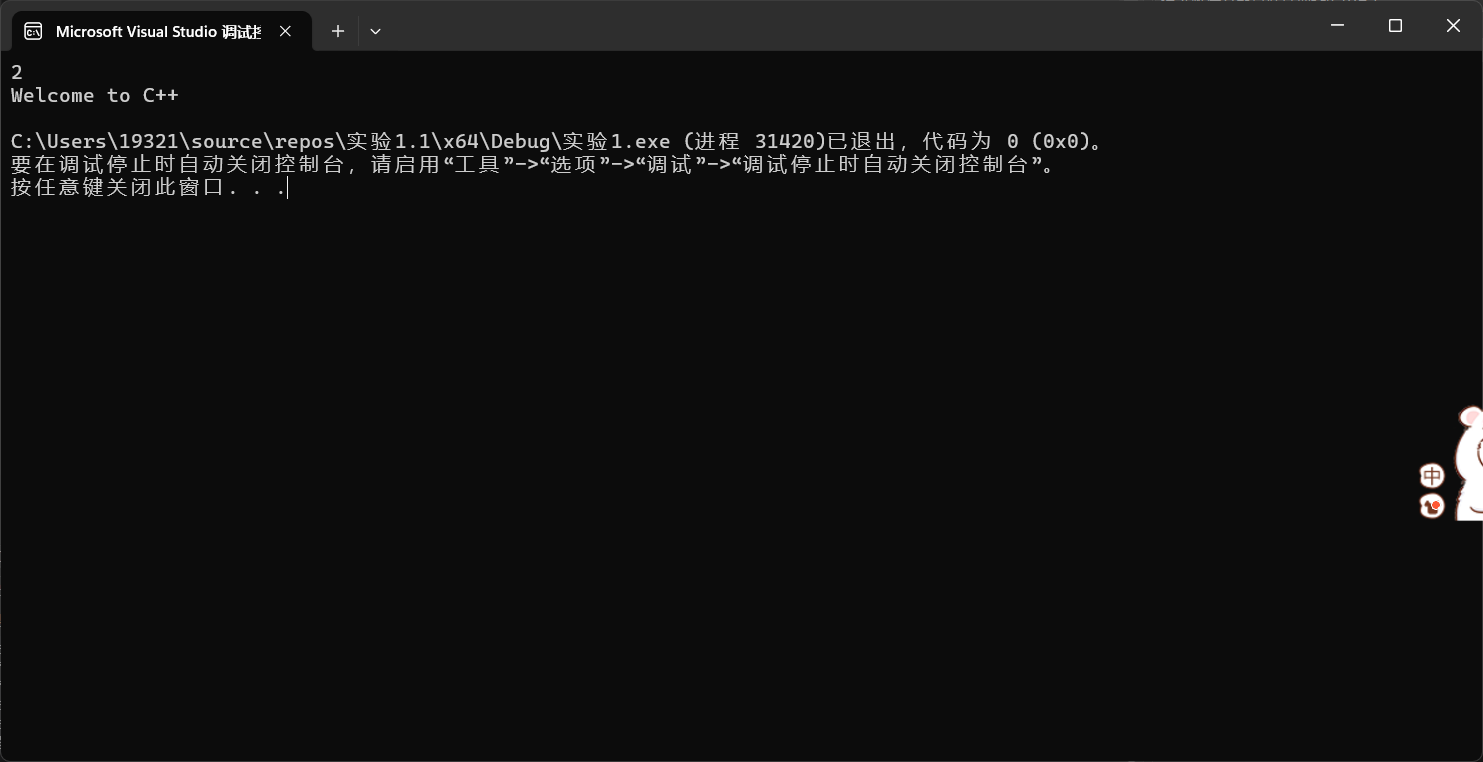 Microsoft Visual Studio 调试
2
Welcome to C++
C:\Users\19321\source\repos\实验1.1\x64\Debug\实验1.exe (进程 31420)已退出，代码为 0 (0x0)。
要在调试停止时自动关闭控制台，请启用“工具”->“选项”->“调试”->“调试停止时自动关闭控制台”。
按任意键关闭此窗口. . .
中